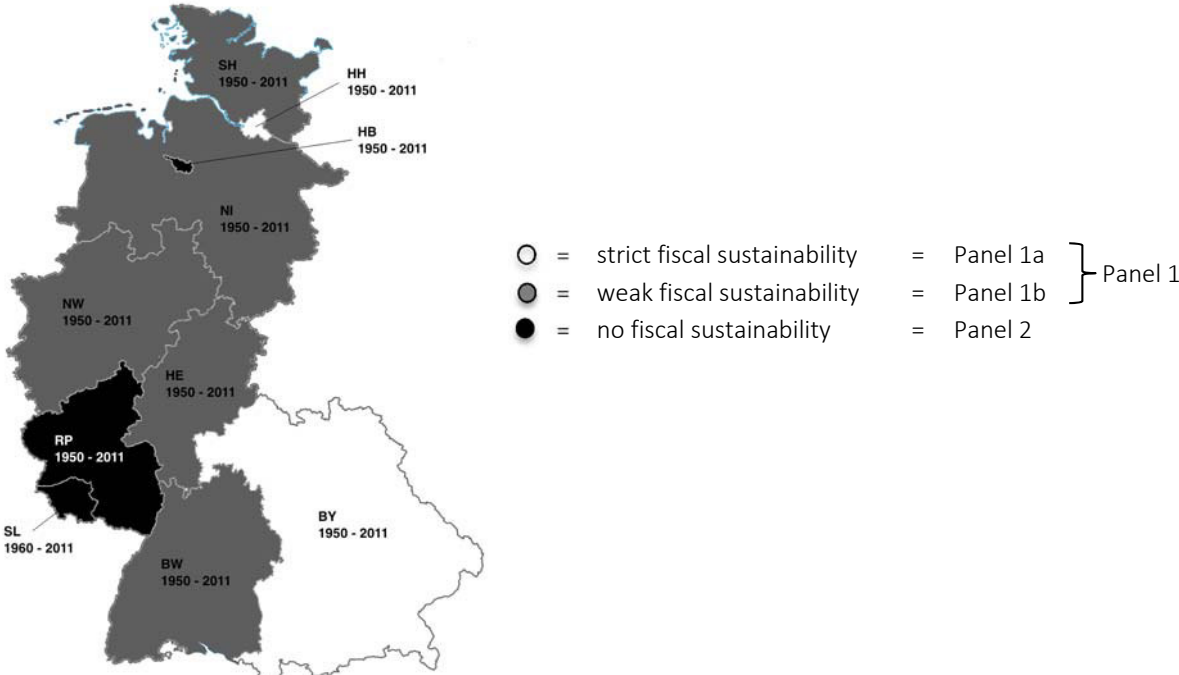 SH
1950 - 2011
HH
1950 - 2011
HB
1950 - 2011
NI
1950 - 2011
NW
1950 - 2011
HE
1950 - 2011
RP
1950 - 2011
SL
1960 - 2011
BW
1950 - 2011
BY
1950 - 2011
= strict fiscal sustainability = Panel 1a
= weak fiscal sustainability = Panel 1b
Panel 1
= no fiscal sustainability = Panel 2